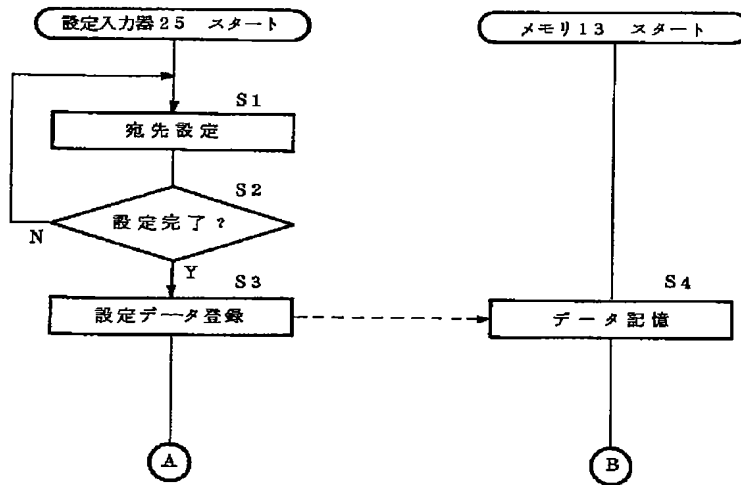 設定入力器25 スタート
メモリ13 スタート
S1
宛先設定
S2
設定完了?
N
Y
S3
設定データ登録
S4
データ記憶
A
B